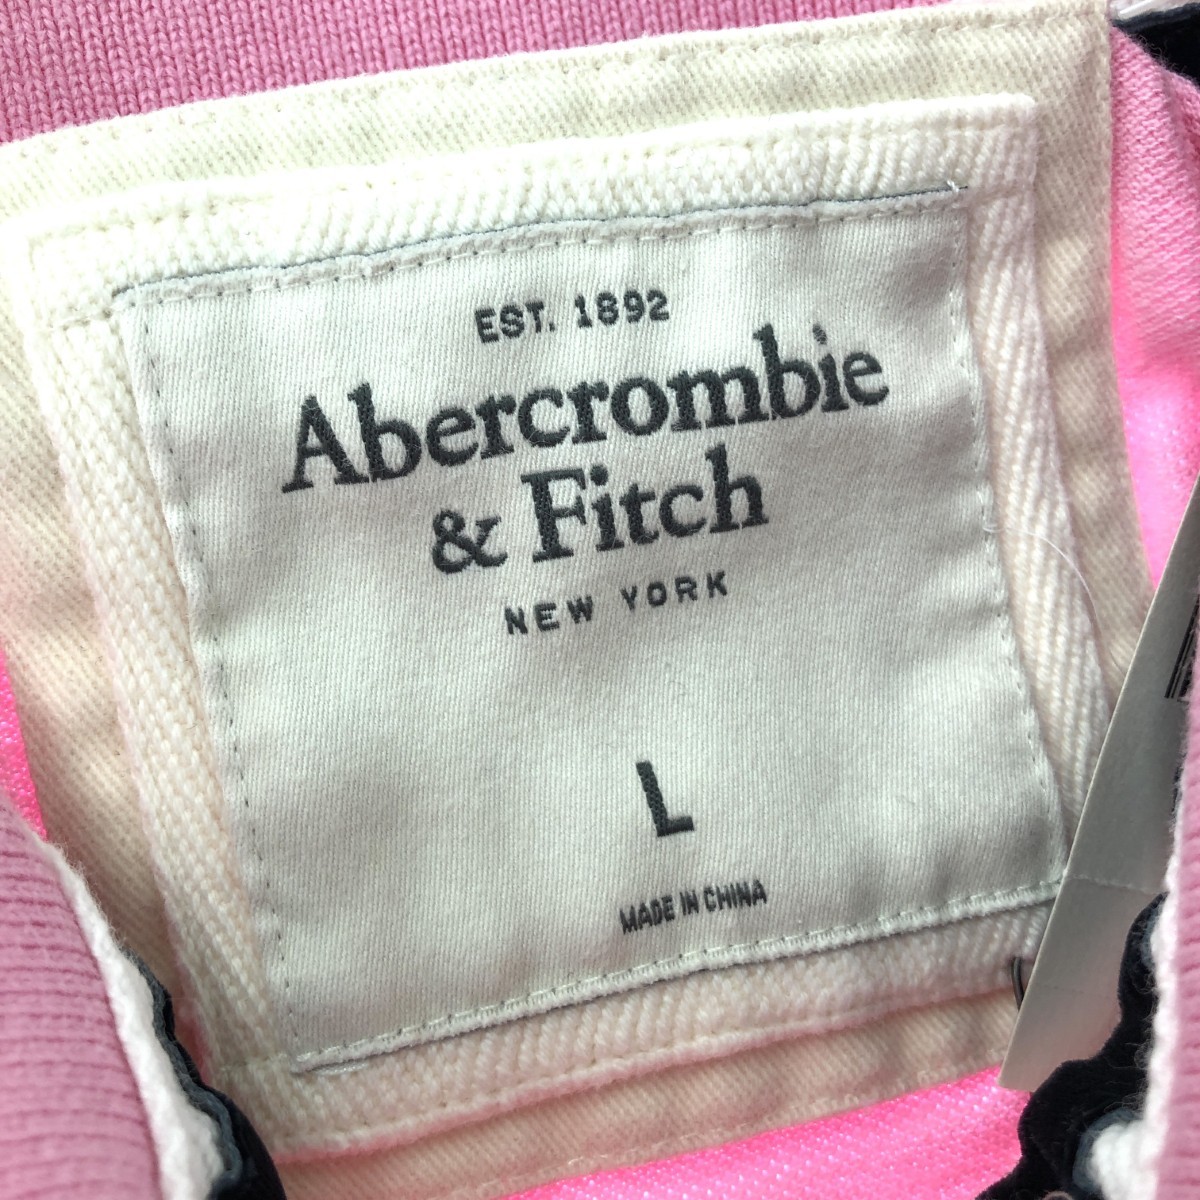 EST. 1892
Abercrombie
& Fitch
NEW YORK
L
MADE IN CHINA